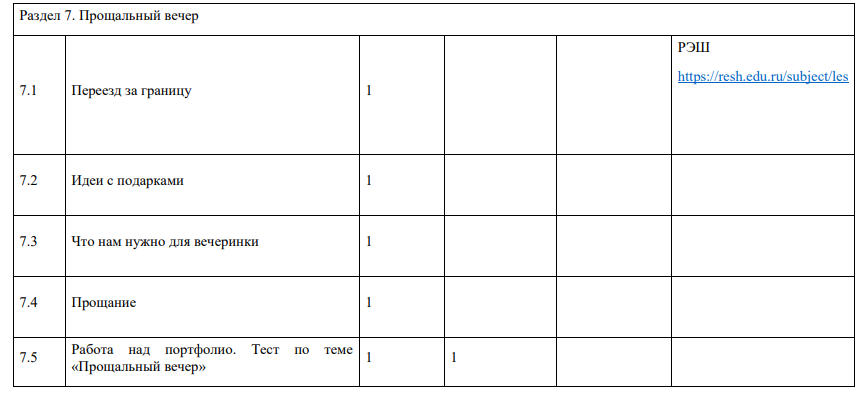 Раздел 7. Прощальный вечер
7.1 Переезд за границу 1 РЭШ
https://resh.edu.ru/subject/les
7.2 Идеи с подарками 1
7.3 Что нам нужно для вечеринки 1
7.4 Прощание 1
7.5 Работа над портфолио. Тест по теме
«Прощальный вечер» 1 1